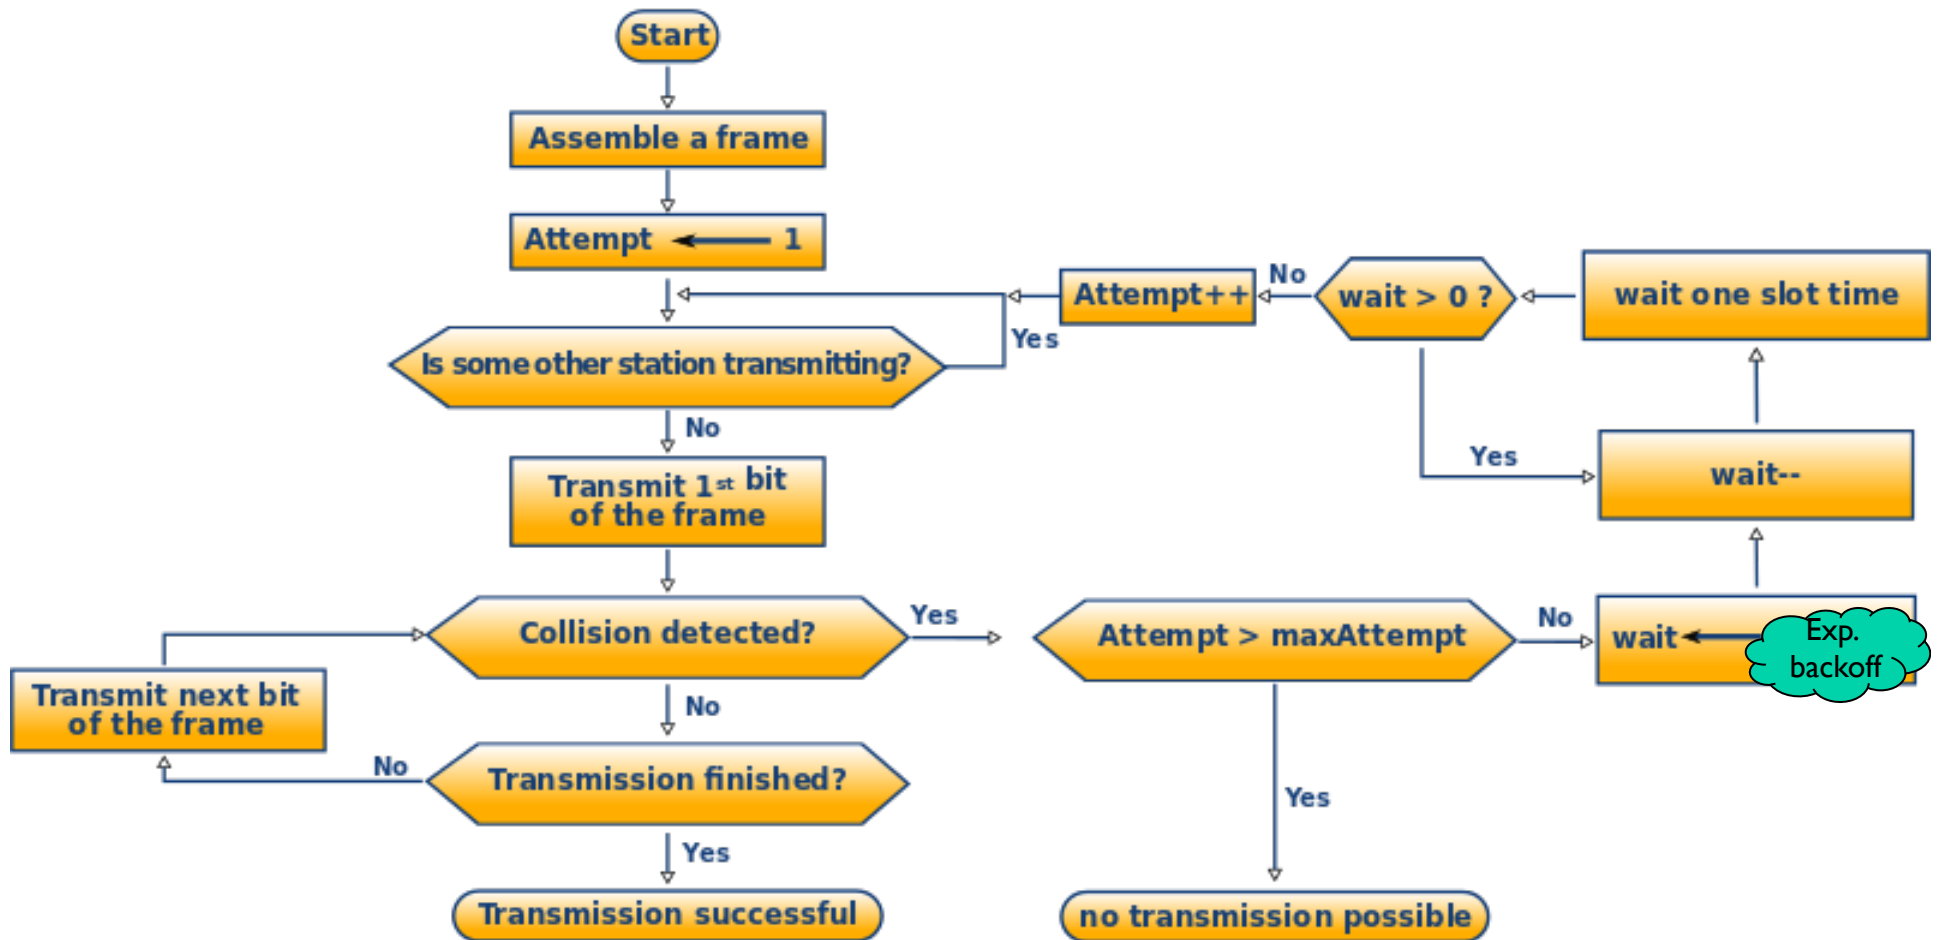 Start
Assemble a frame
Attempt 1
Is some other station transmitting?
Yes
No
Transmit 1st bit
of the frame
Collision detected?
Yes
No
Transmit next bit
of the frame
Transmission finished?
No
Yes
Transmission successful
Attempt > maxAttempt
No
Yes
no transmission possible
wait
Exp.
backoff
wait--
wait one slot time
wait > 0 ?
Yes
No
Attempt++